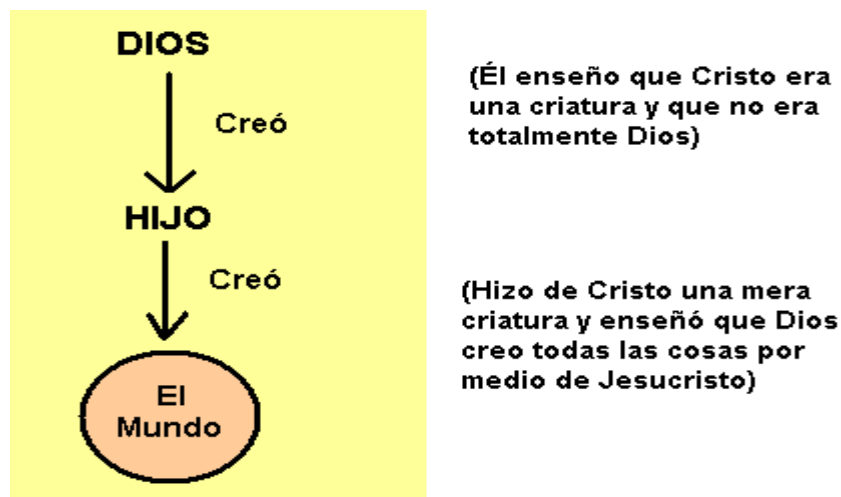 DIOS
Creó
HIJO
Creó
El
Mundo
(Él enseño que Cristo era
una criatura y que no era
totalmente Dios)
(Hizo de Cristo una mera
criatura y enseñó que Dios
creo todas las cosas por
medio de Jesucristo)